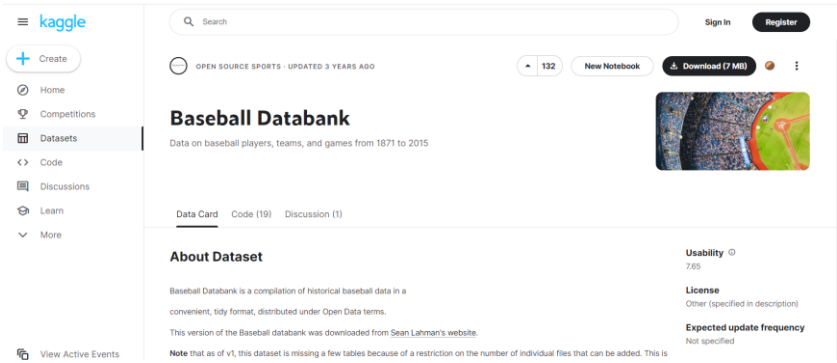 kaggle
Search
Sign In
Register
Create
OPEN SOURCE SPORTS · UPDATED 3 YEARS AGO
132
New Notebook
Download (7 MB)
Home
Competitions
Datasets
Code
Discussions
Learn
More
View Active Events
Baseball Databank
Data on baseball players, teams, and games from 1871 to 2015
Data Card Code (19) Discussion (1)
About Dataset
Baseball Databank is a compilation of historical baseball data in a
convenient, tidy format, distributed under Open Data terms.
This version of the Baseball databank was downloaded from Sean Lahman's website.
Note that as of v1, this dataset is missing a few tables because of a restriction on the number of individual files that can be added. This is
Usability
7.65
License
Other (specified in description)
Expected update frequency
Not specified